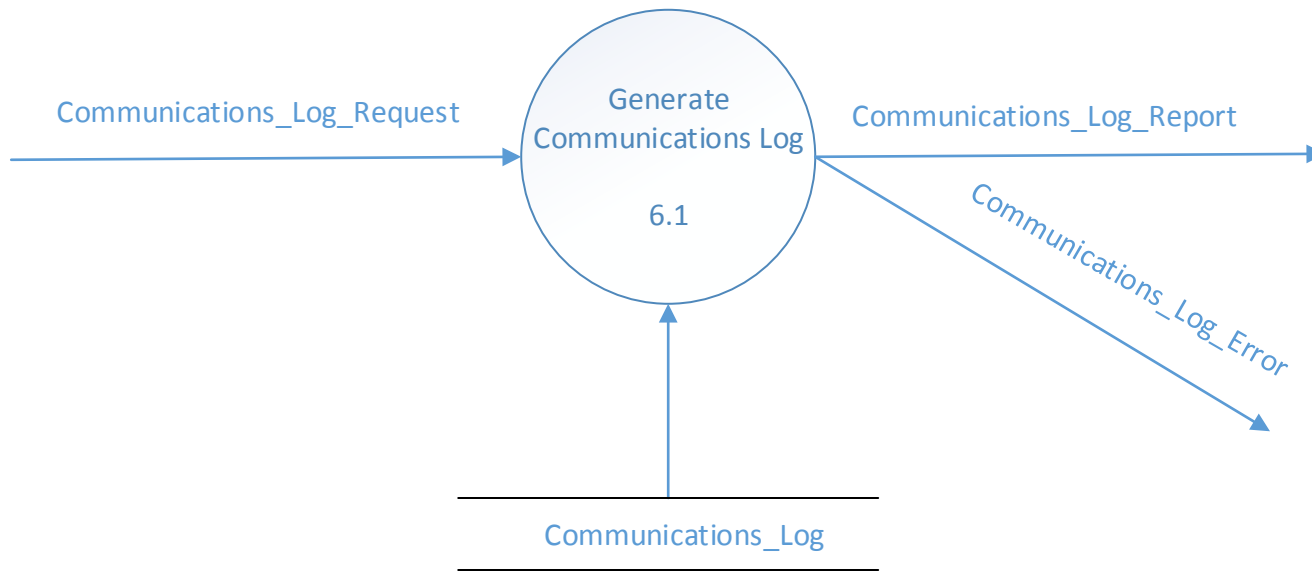 Communications_Log_Request
Generate
Communications Log
6.1
Communications_Log_Report
Communications_Log_Error
Communications_Log